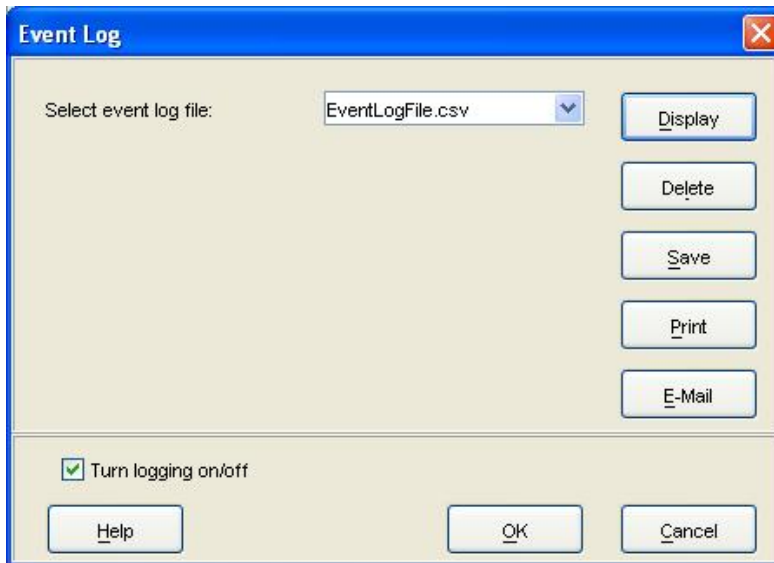 Event Log
Select event log file:
EventLogFile.csv
Display
Delete
Save
Print
E-Mail
Turn logging on/off
Help
OK
Cancel